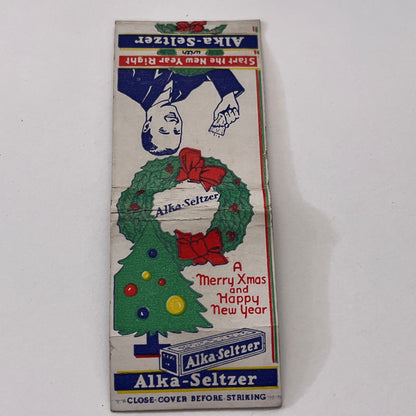 Alka-Seltzer
with
Start the New Year Right
Alka-Seltzer
A
Merry Xmas
and
Happy
New Year
Alka-Seltzer
Alka-Seltzer
CLOSE COVER BEFORE STRIKING